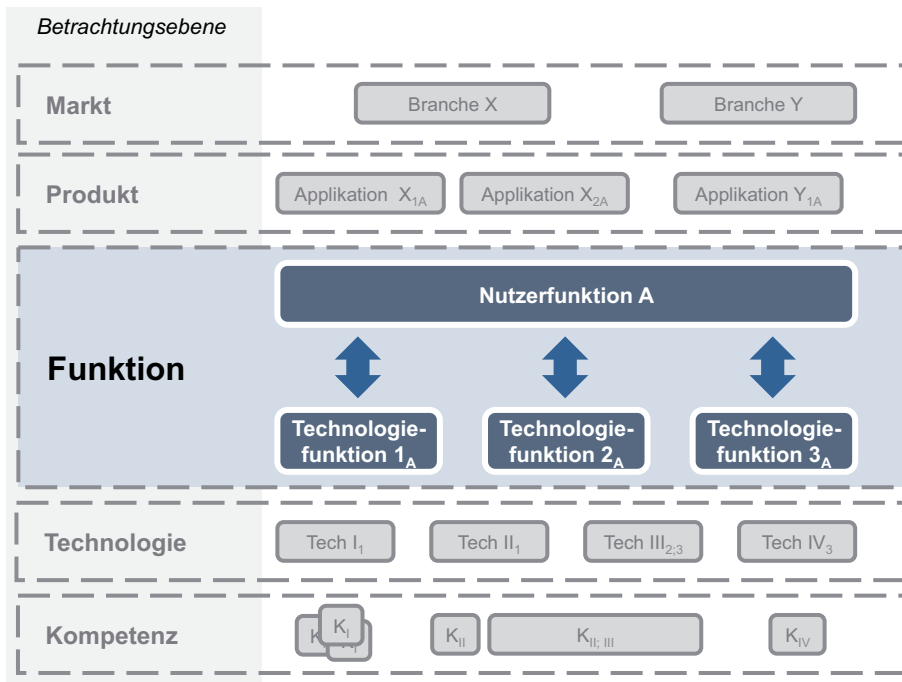 Betrachtungsebene
Markt
Branche X
Branche Y
Produkt
Applikation X1A
Applikation X2A
Applikation Y1A
Funktion
Nutzerfunktion A
Technologie-
funktion 1A
Technologie-
funktion 2A
Technologie-
funktion 3A
Technologie
Tech I1
Tech II1
Tech III2;3
Tech IV3
Kompetenz
K
KI
KI
KII
KII; III
KIV